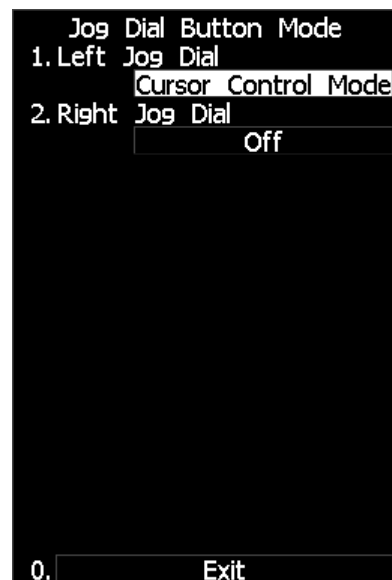 Jog Dial Button Mode
1. Left Jog Dial
Cursor Control Mode
2. Right Jog Dial
Off
0. Exit